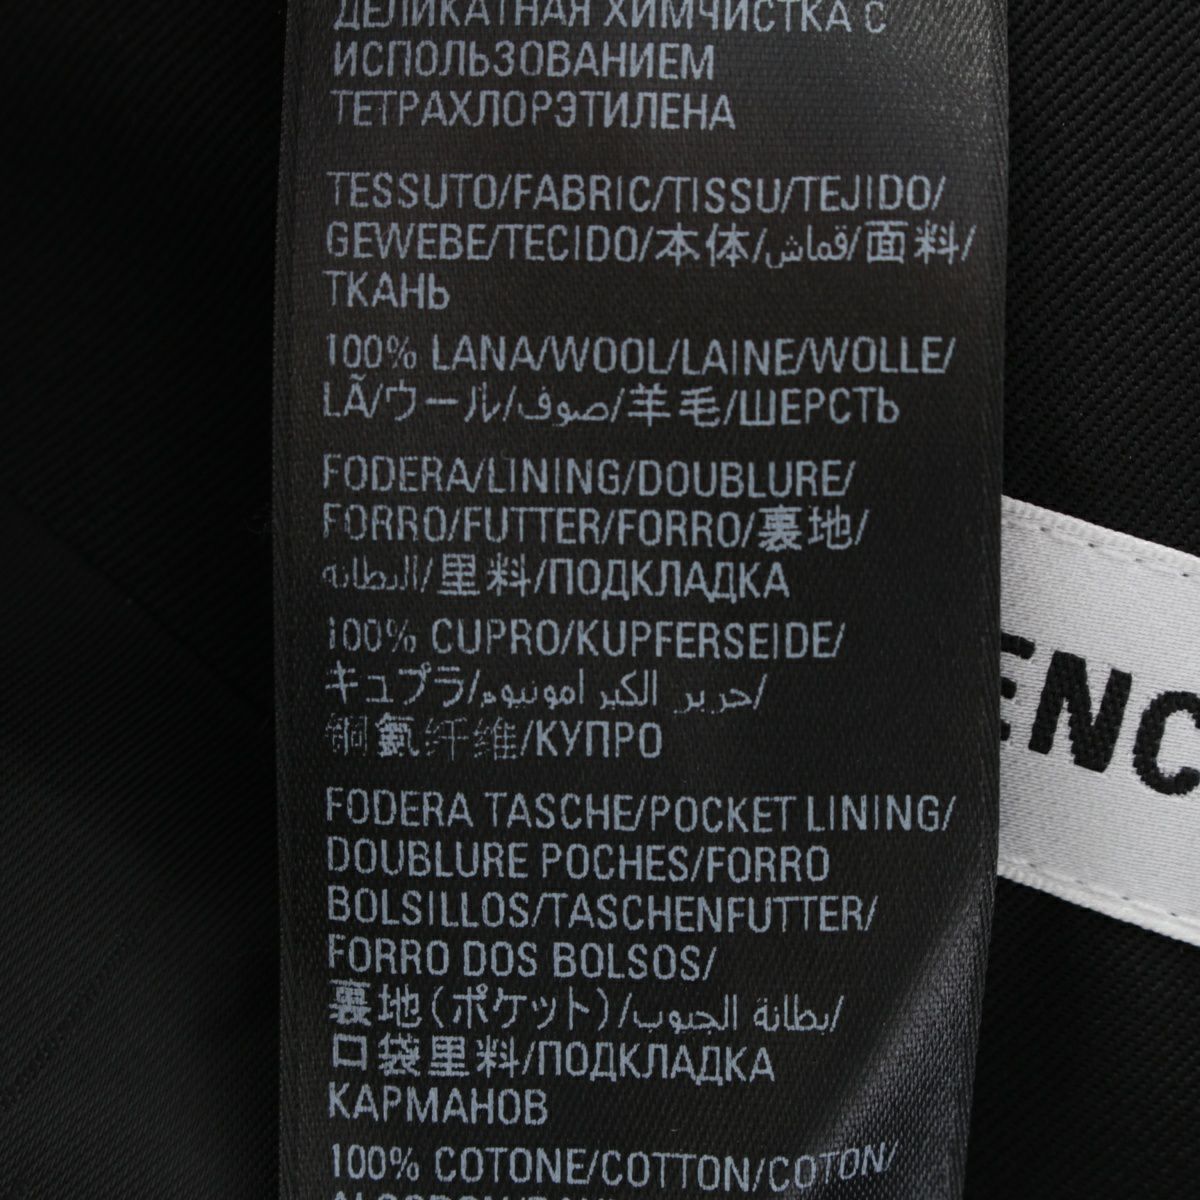 ДЕЛИКАТНАЯ ХИМЧИСТКА С
ИСПОЛЬЗОВАНИЕМ
ТЕТРАХЛОРЭТИЛЕНА
TESSUTO/FABRIC/TISSU/TEJIDO/
GEWEBE/TECIDO/本体/قماش/面料/
ТКАНЬ
100% LANA/WOOL/LAINE/WOLLE/
LÃ/ウール/صوف/羊毛/ШЕРСТЬ
FODERA/LINING/DOUBLURE/
FORRO/FUTTER/FORRO/裏地/
البطانة/里料/ПОДКЛАДКА
100% CUPRO/KUPFERSEIDE/
キュプラ/حرير الكبر امونيوم/
铜氨纤维/КУПРО
FODERA TASCHE/POCKET LINING/
DOUBLURE POCHES/FORRO
BOLSILLOS/TASCHENFUTTER/
FORRO DOS BOLSOS/
裏地(ポケット)/بطانة الجيوب/
口袋里料/ПОДКЛАДКА
КАРМАНОВ
100% COTONE/COTTON/COTON/
ENC